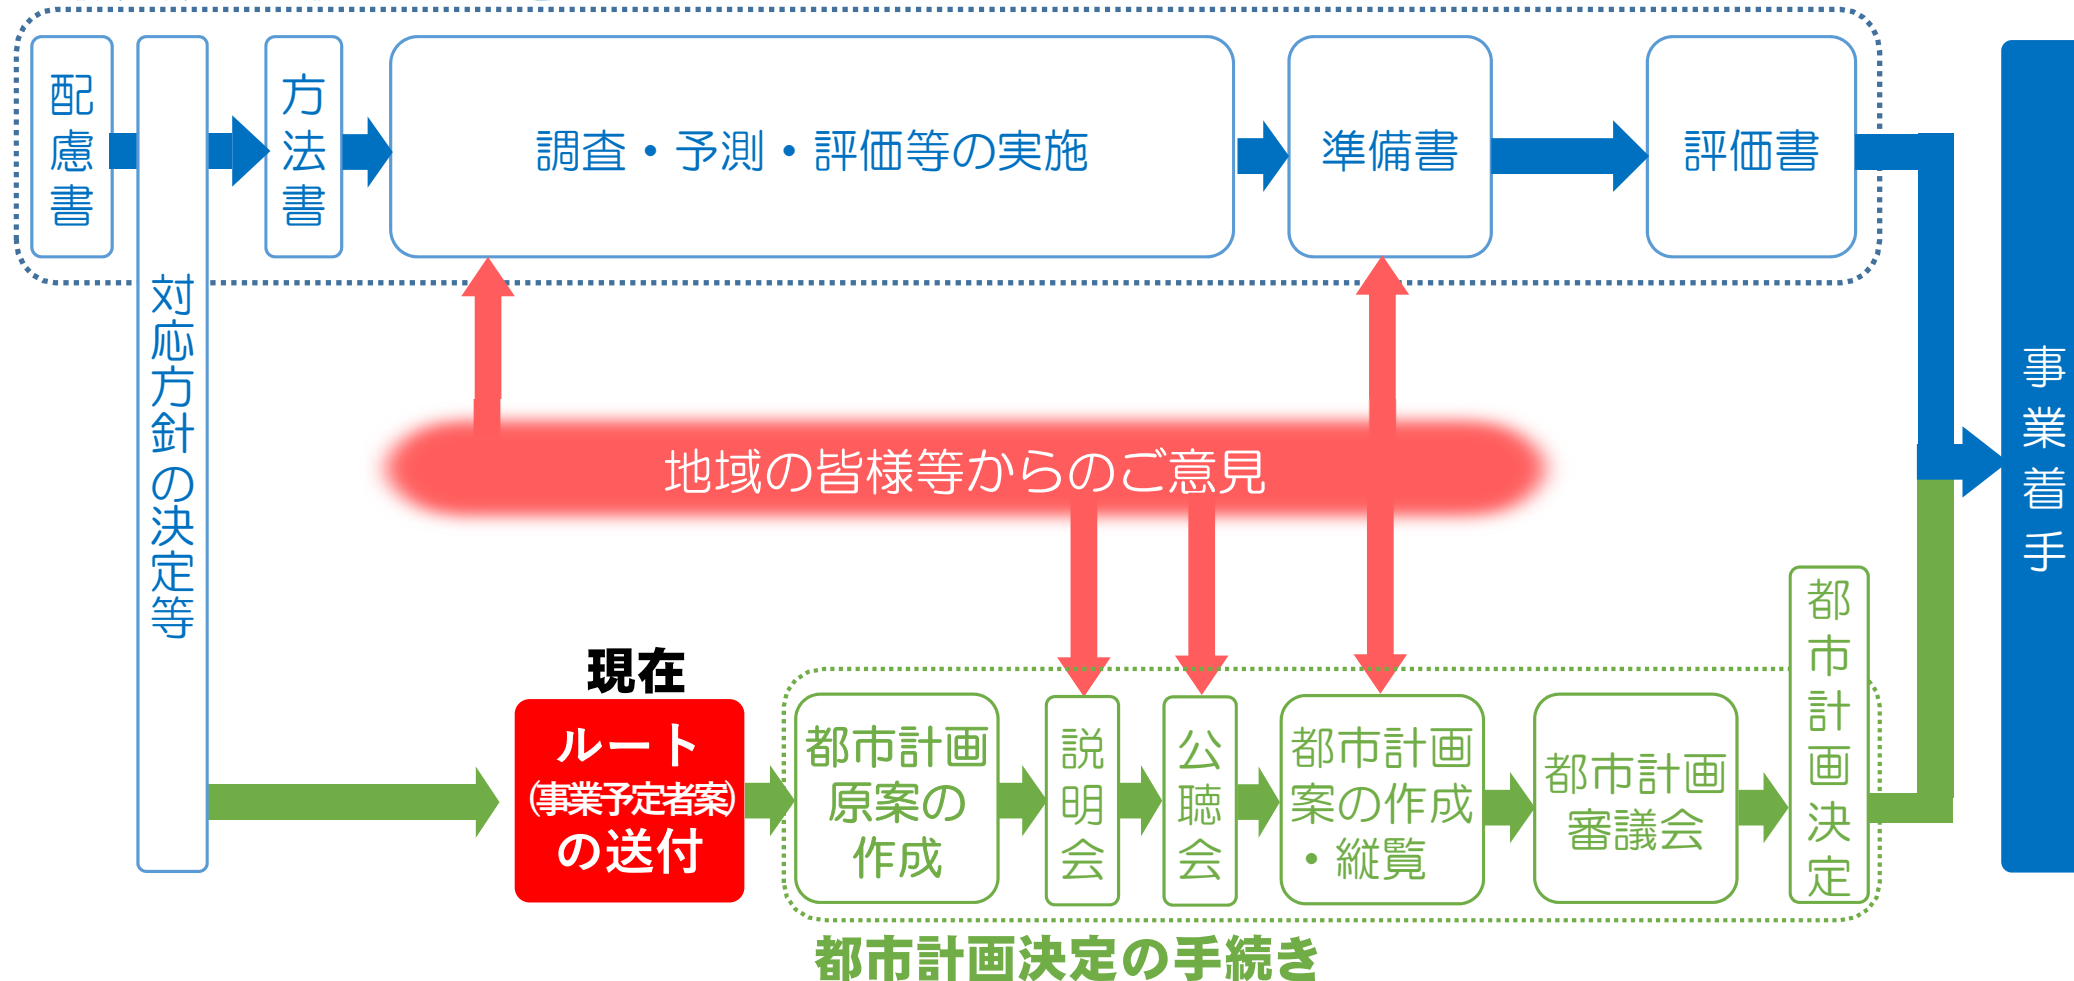 配慮書
対応方針の決定等
方法書
調査・予測・評価等の実施
準備書
評価書
事業着手
地域の皆様等からのご意見
現在
ルート
(事業予定者案)
の送付
都市計画
原案の
作成
説明会
公聴会
都市計画
案の作成
・縦覧
都市計画
審議会
都市計画決定
都市計画決定の手続き